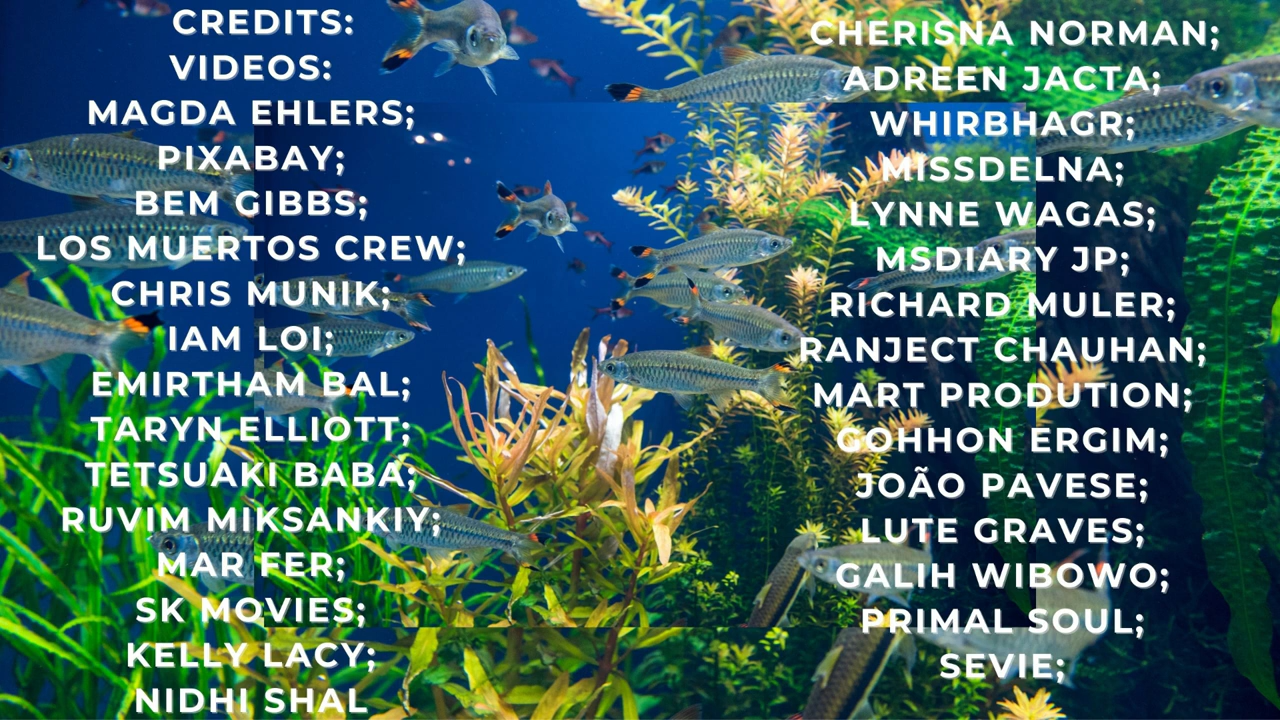 CREDITS:
VIDEOS:
MAGDA EHLERS;
PIXABAY;
BEM GIBBS;
LOS MUERTOS CREW;
CHRIS MUNIK;
IAM LOI;
EMIRTHAM BAL;
TARYN ELLIOTT;
TETSUAKI BABA;
RUVIM MIKSANKIY;
MAR FER;
SK MOVIES;
KELLY LACY;
NIDHI SHAL
CHERISNA NORMAN;
ADREEN JACTA;
WHIRBHAGR;
MISSDELNA;
LYNNE WAGAS;
MSDIARY JP;
RICHARD MULER;
RANJECT CHAUHAN;
MART PRODUTION;
GOHHON ERGIM;
JOÃO PAVESE;
LUTE GRAVES;
GALIH WIBOWO;
PRIMAL SOUL;
SEVIE;